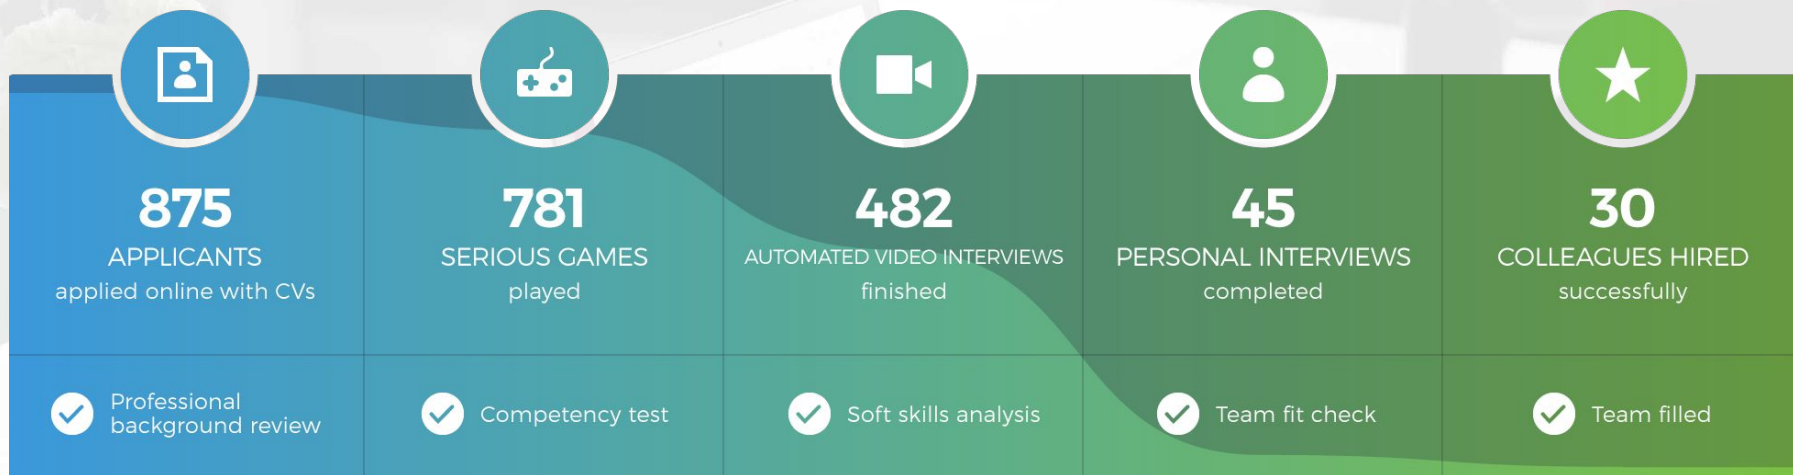 875
APPLICANTS
applied online with CVs
Professional
background review
781
SERIOUS GAMES
played
Competency test
482
AUTOMATED VIDEO INTERVIEWS
finished
Soft skills analysis
45
PERSONAL INTERVIEWS
completed
Team fit check
30
COLLEAGUES HIRED
successfully
Team filled